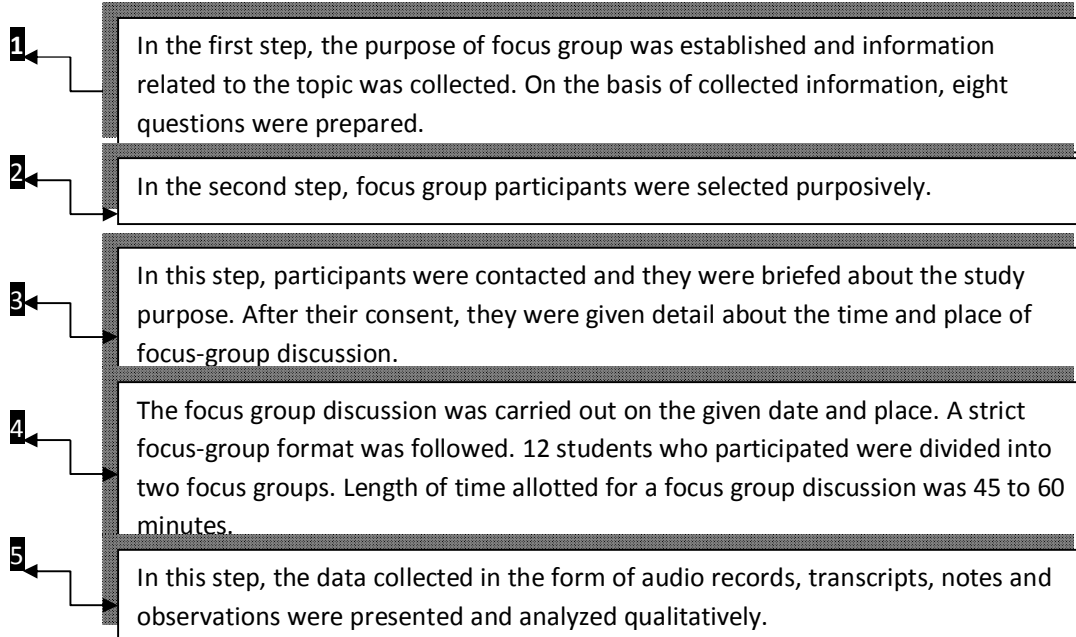 1
In the first step, the purpose of focus group was established and information
related to the topic was collected. On the basis of collected information, eight
questions were prepared.
2
In the second step, focus group participants were selected purposively.
3
In this step, participants were contacted and they were briefed about the study
purpose. After their consent, they were given detail about the time and place of
focus-group discussion.
4
The focus group discussion was carried out on the given date and place. A strict
focus-group format was followed. 12 students who participated were divided into
two focus groups. Length of time allotted for a focus group discussion was 45 to 60
minutes.
5
In this step, the data collected in the form of audio records, transcripts, notes and
observations were presented and analyzed qualitatively.